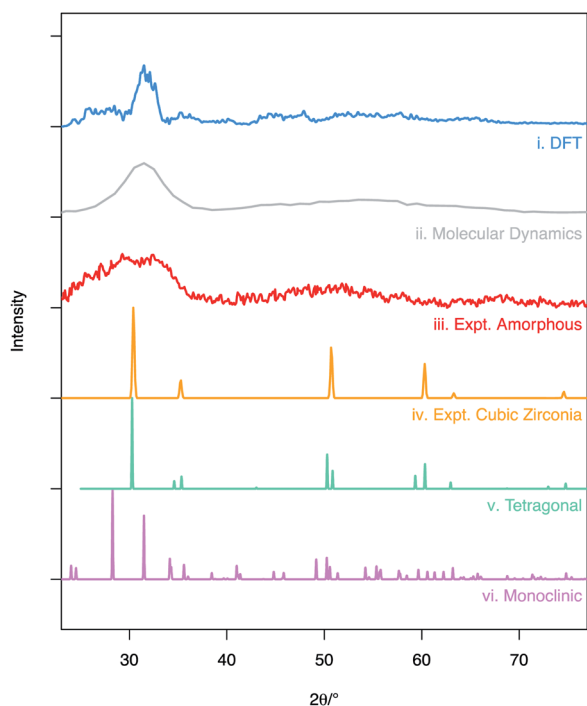 i. DFT
ii. Molecular Dynamics
iii. Expt. Amorphous
iv. Expt. Cubic Zirconia
v. Tetragonal
vi. Monoclinic
Intensity
30 40 50 60 70
2θ/°